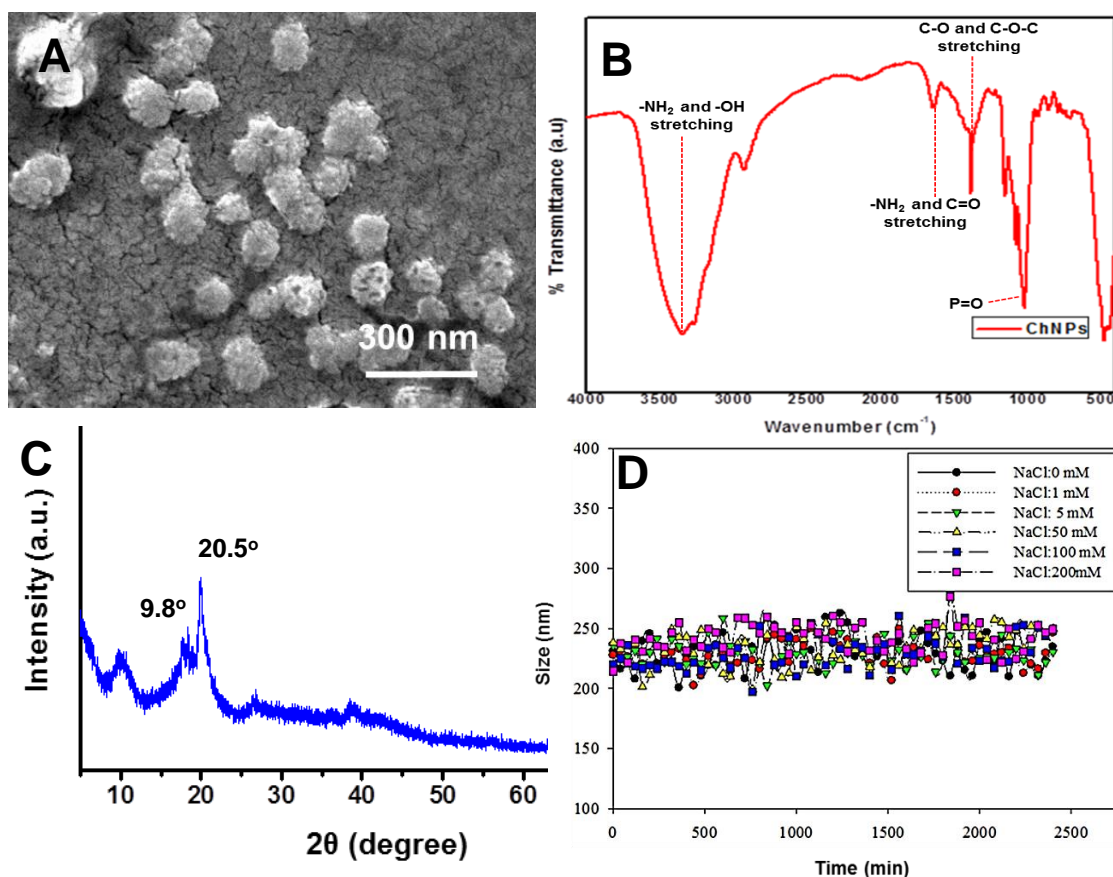 A
300 nm
B
C-O and C-O-C
stretching
-NH₂ and -OH
stretching
-NH₂ and C=O
stretching
P=O
ChNPs
% Transmittance (a.u)
4000 3500 3000 2500 2000 1500 1000 500
Wavenumber (cm⁻¹)
C
20.5°
9.8°
Intensity (a.u.)
10 20 30 40 50 60
2θ (degree)
D
NaCl:0 mM
NaCl:1 mM
NaCl: 5 mM
NaCl:50 mM
NaCl:100 mM
NaCl:200mM
400
350
300
250
200
150
100
Size (nm)
0 500 1000 1500 2000 2500
Time (min)